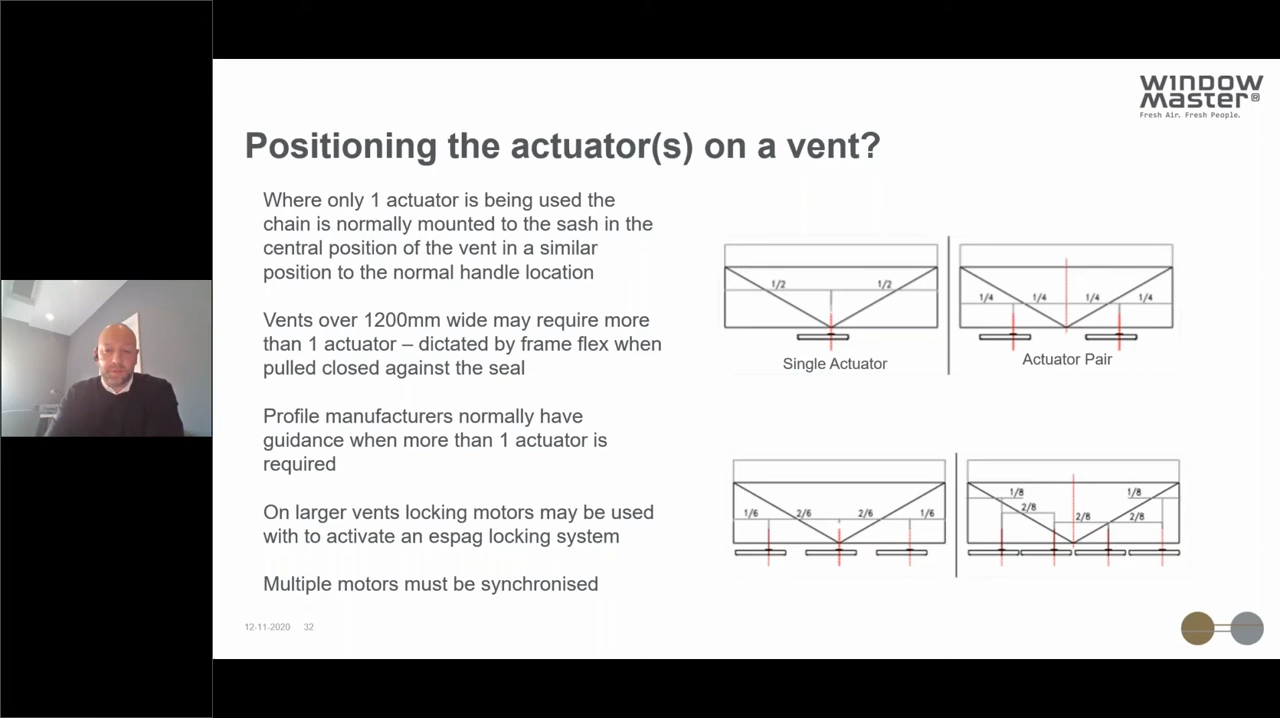 WINDOW
MASTER®
Fresh Air. Fresh People.
Positioning the actuator(s) on a vent?
Where only 1 actuator is being used the
chain is normally mounted to the sash in the
central position of the vent in a similar
position to the normal handle location
Vents over 1200mm wide may require more
than 1 actuator – dictated by frame flex when
pulled closed against the seal
Profile manufacturers normally have
guidance when more than 1 actuator is
required
On larger vents locking motors may be used
with to activate an espag locking system
Multiple motors must be synchronised
1/2 1/2
Single Actuator
1/4 1/4 1/4 1/4
Actuator Pair
1/6 2/6 2/6 1/6
1/8 1/8
2/8
2/8 2/8
12-11-2020 32